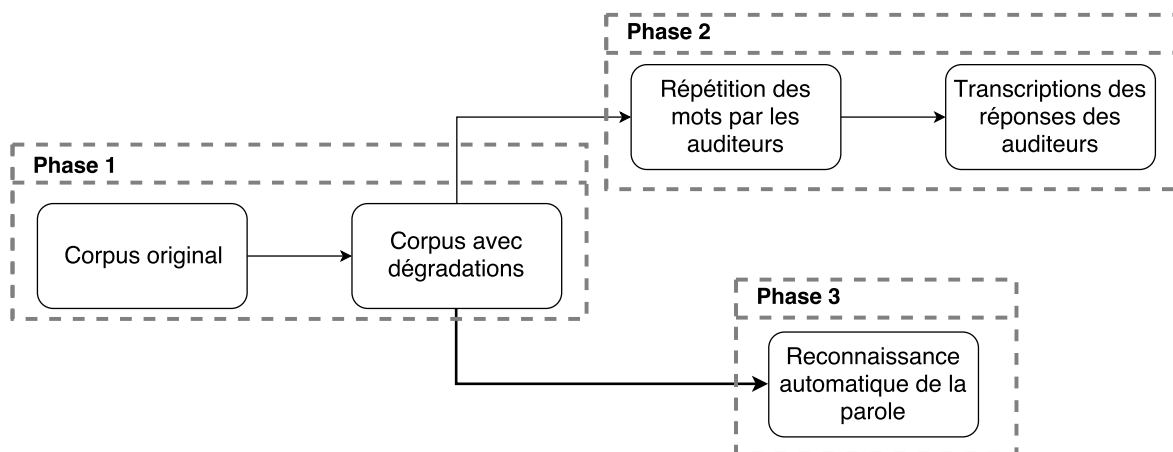 Phase 1
Corpus original
Corpus avec
dégradations
Phase 2
Répétition des
mots par les
auditeurs
Transcriptions des
réponses des
auditeurs
Phase 3
Reconnaissance
automatique de la
parole